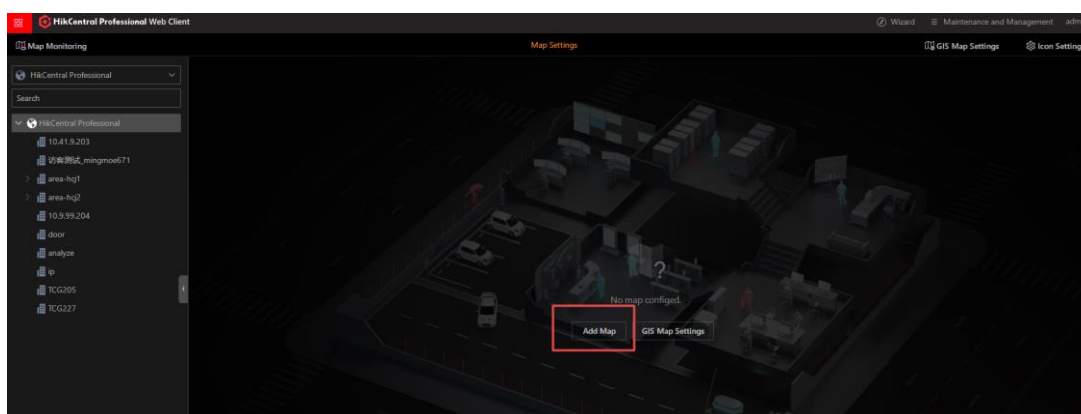 HikCentral Professional Web Client
Wizard
Maintenance and Management
adm
Map Monitoring
Map Settings
GIS Map Settings
Icon Setting
HikCentral Professional
Search
HikCentral Professional
10.41.9.203
访客测试_mingmoe671
area-hcj1
area-hcj2
10.9.99.204
door
analyze
ip
TCG205
TCG227
?
No map configed.
Add Map
GIS Map Settings